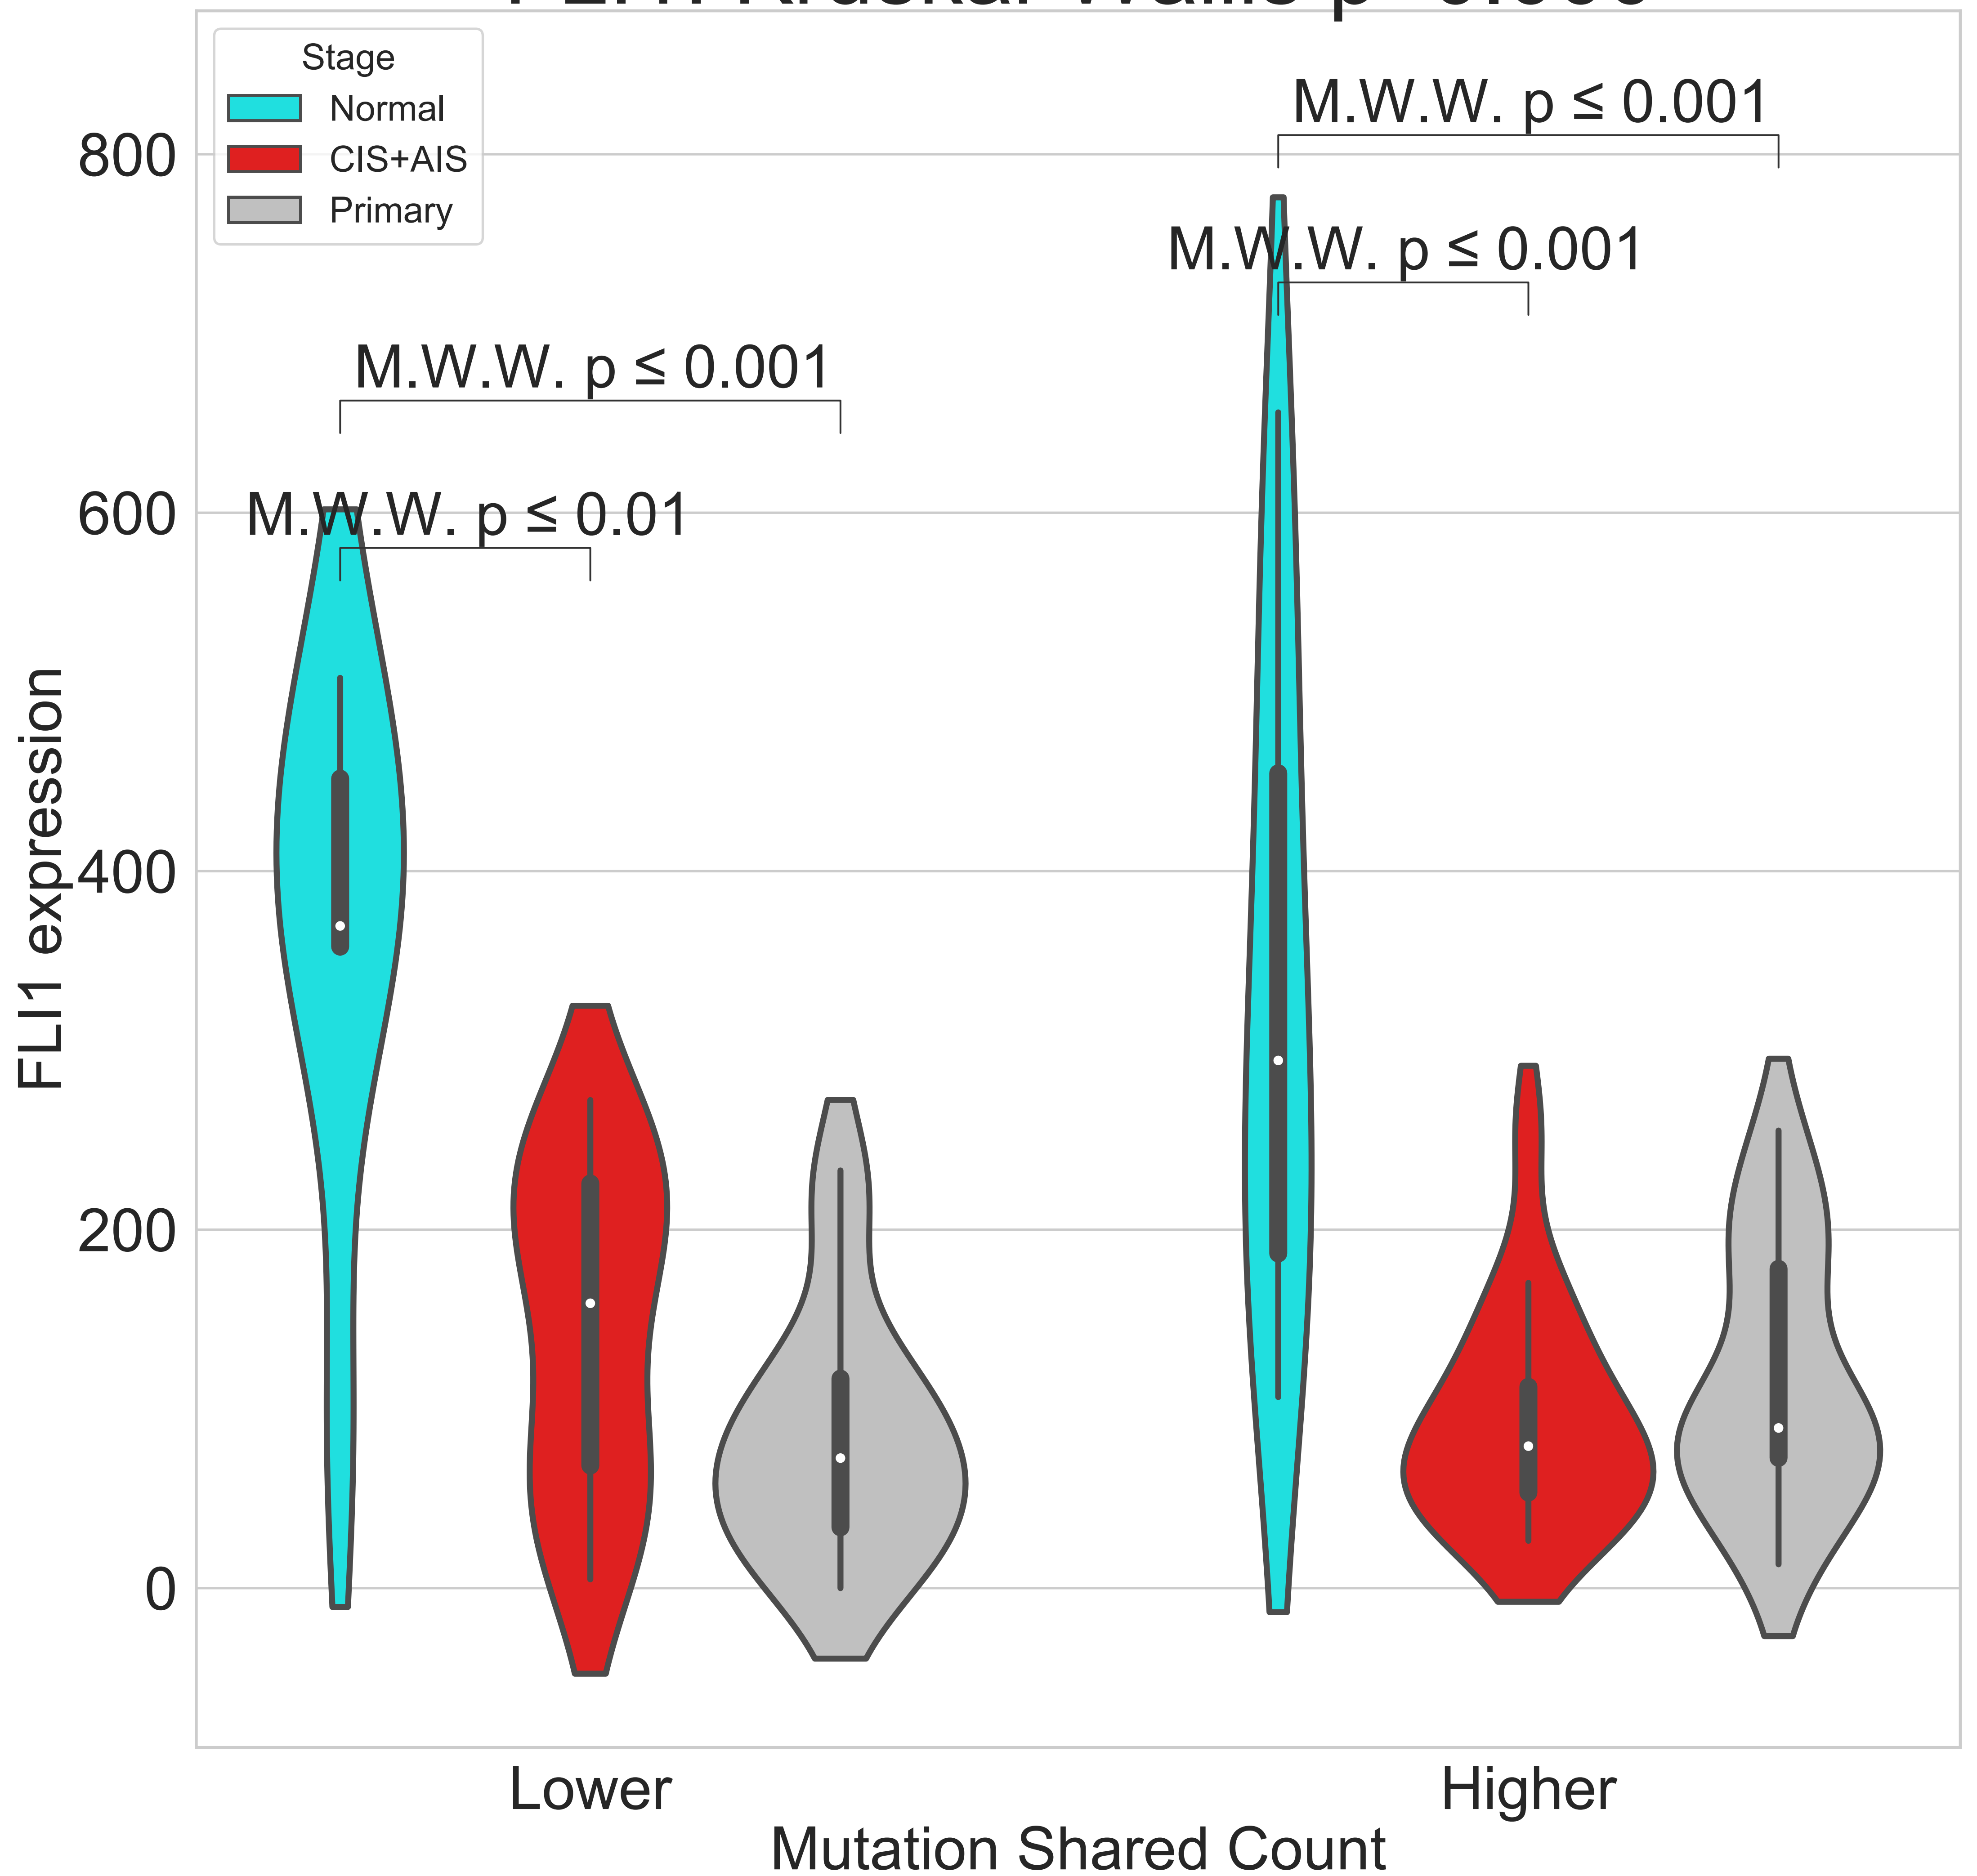 Stage
Normal
CIS+AIS
Primary
M.W.W. p ≤ 0.001
M.W.W. p ≤ 0.001
M.W.W. p ≤ 0.001
M.W.W. p ≤ 0.01
800
600
400
200
0
FLI1 expression
Lower
Higher
Mutation Shared Count